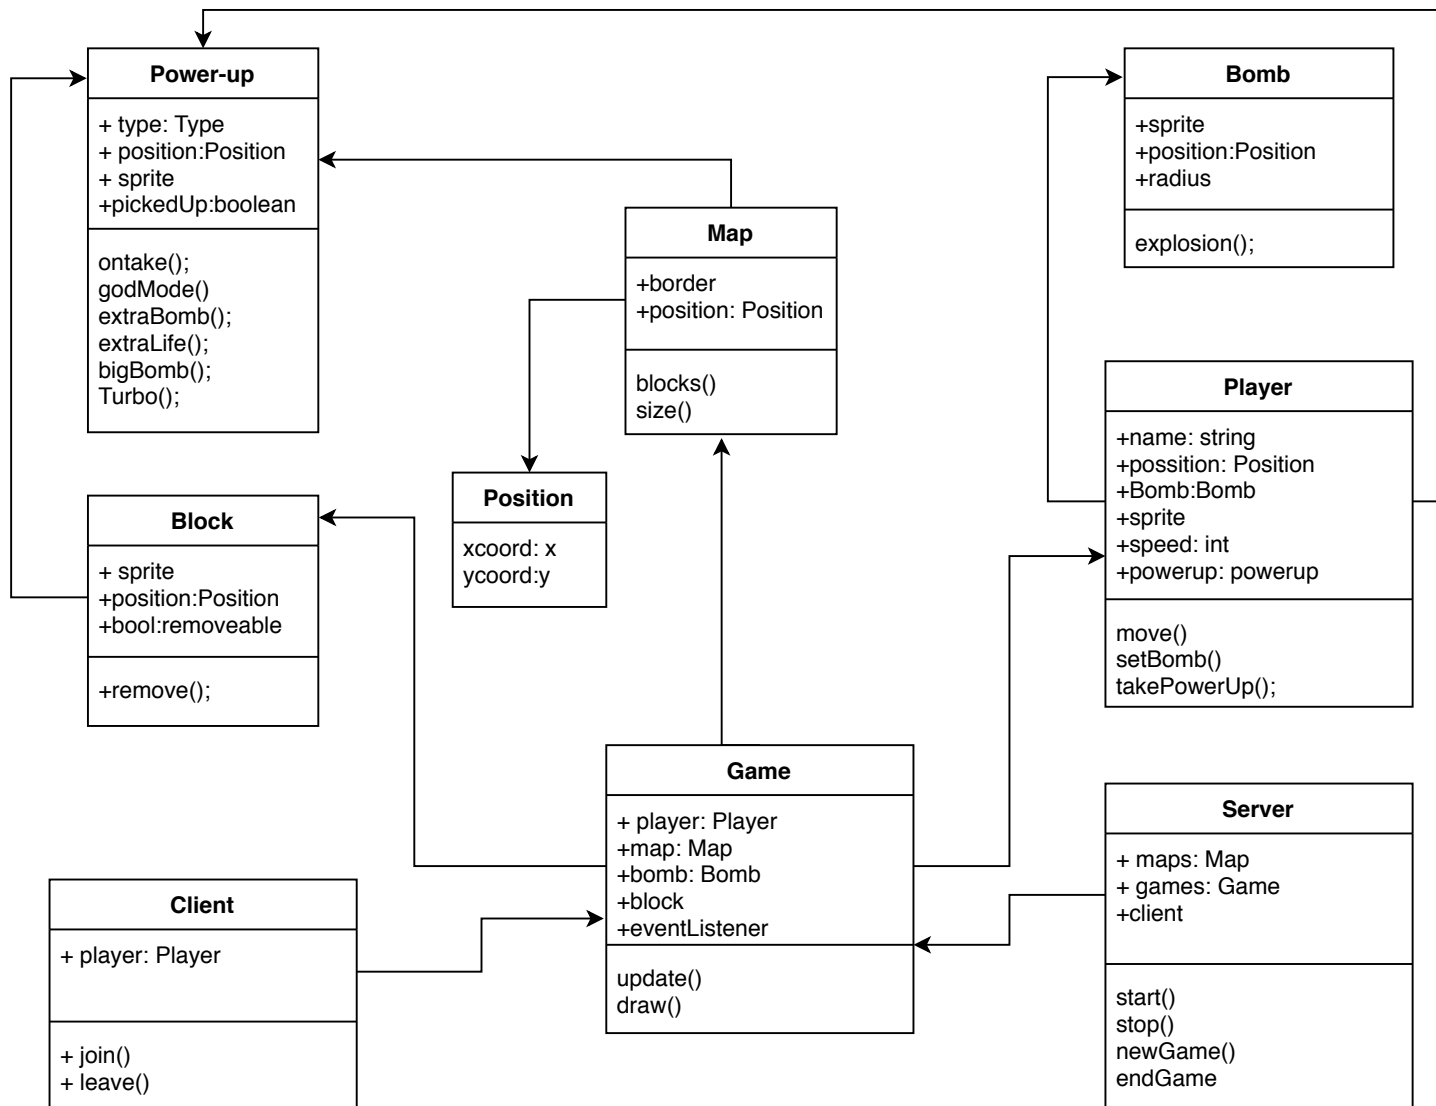 Power-up
+ type: Type
+ position:Position
+ sprite
+pickedUp:boolean
ontake();
godMode()
extraBomb();
extraLife();
bigBomb();
Turbo();
Bomb
+sprite
+position:Position
+radius
explosion();
Map
+border
+position: Position
blocks()
size()
Player
+name: string
+possition: Position
+Bomb:Bomb
+sprite
+speed: int
+powerup: powerup
move()
setBomb()
takePowerUp();
Position
xcoord: x
ycoord:y
Block
+ sprite
+position:Position
+bool:removeable
+remove();
Game
+ player: Player
+map: Map
+bomb: Bomb
+block
+eventListener
update()
draw()
Server
+ maps: Map
+ games: Game
+client
start()
stop()
newGame()
endGame
Client
+ player: Player
+ join()
+ leave()